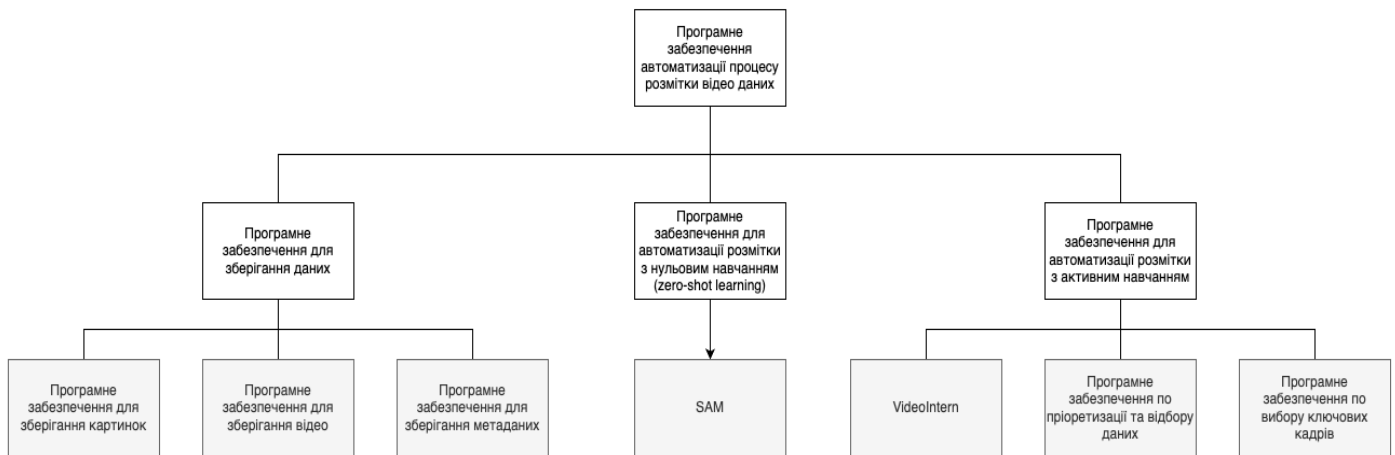 Програмне
забезпечення
автоматизації процесу
розмітки відео даних
Програмне
забезпечення для
зберігання даних
Програмне
забезпечення для
автоматизації розмітки
з нульовим навчанням
(zero-shot learning)
Програмне
забезпечення для
автоматизації розмітки
з активним навчанням
Програмне
забезпечення для
зберігання картинок
Програмне
забезпечення для
зберігання відео
Програмне
забезпечення для
зберігання метаданих
SAM
VideoIntern
Програмне
забезпечення по
пріоретизації та відбору
даних
Програмне
забезпечення по
вибору ключових
кадрів